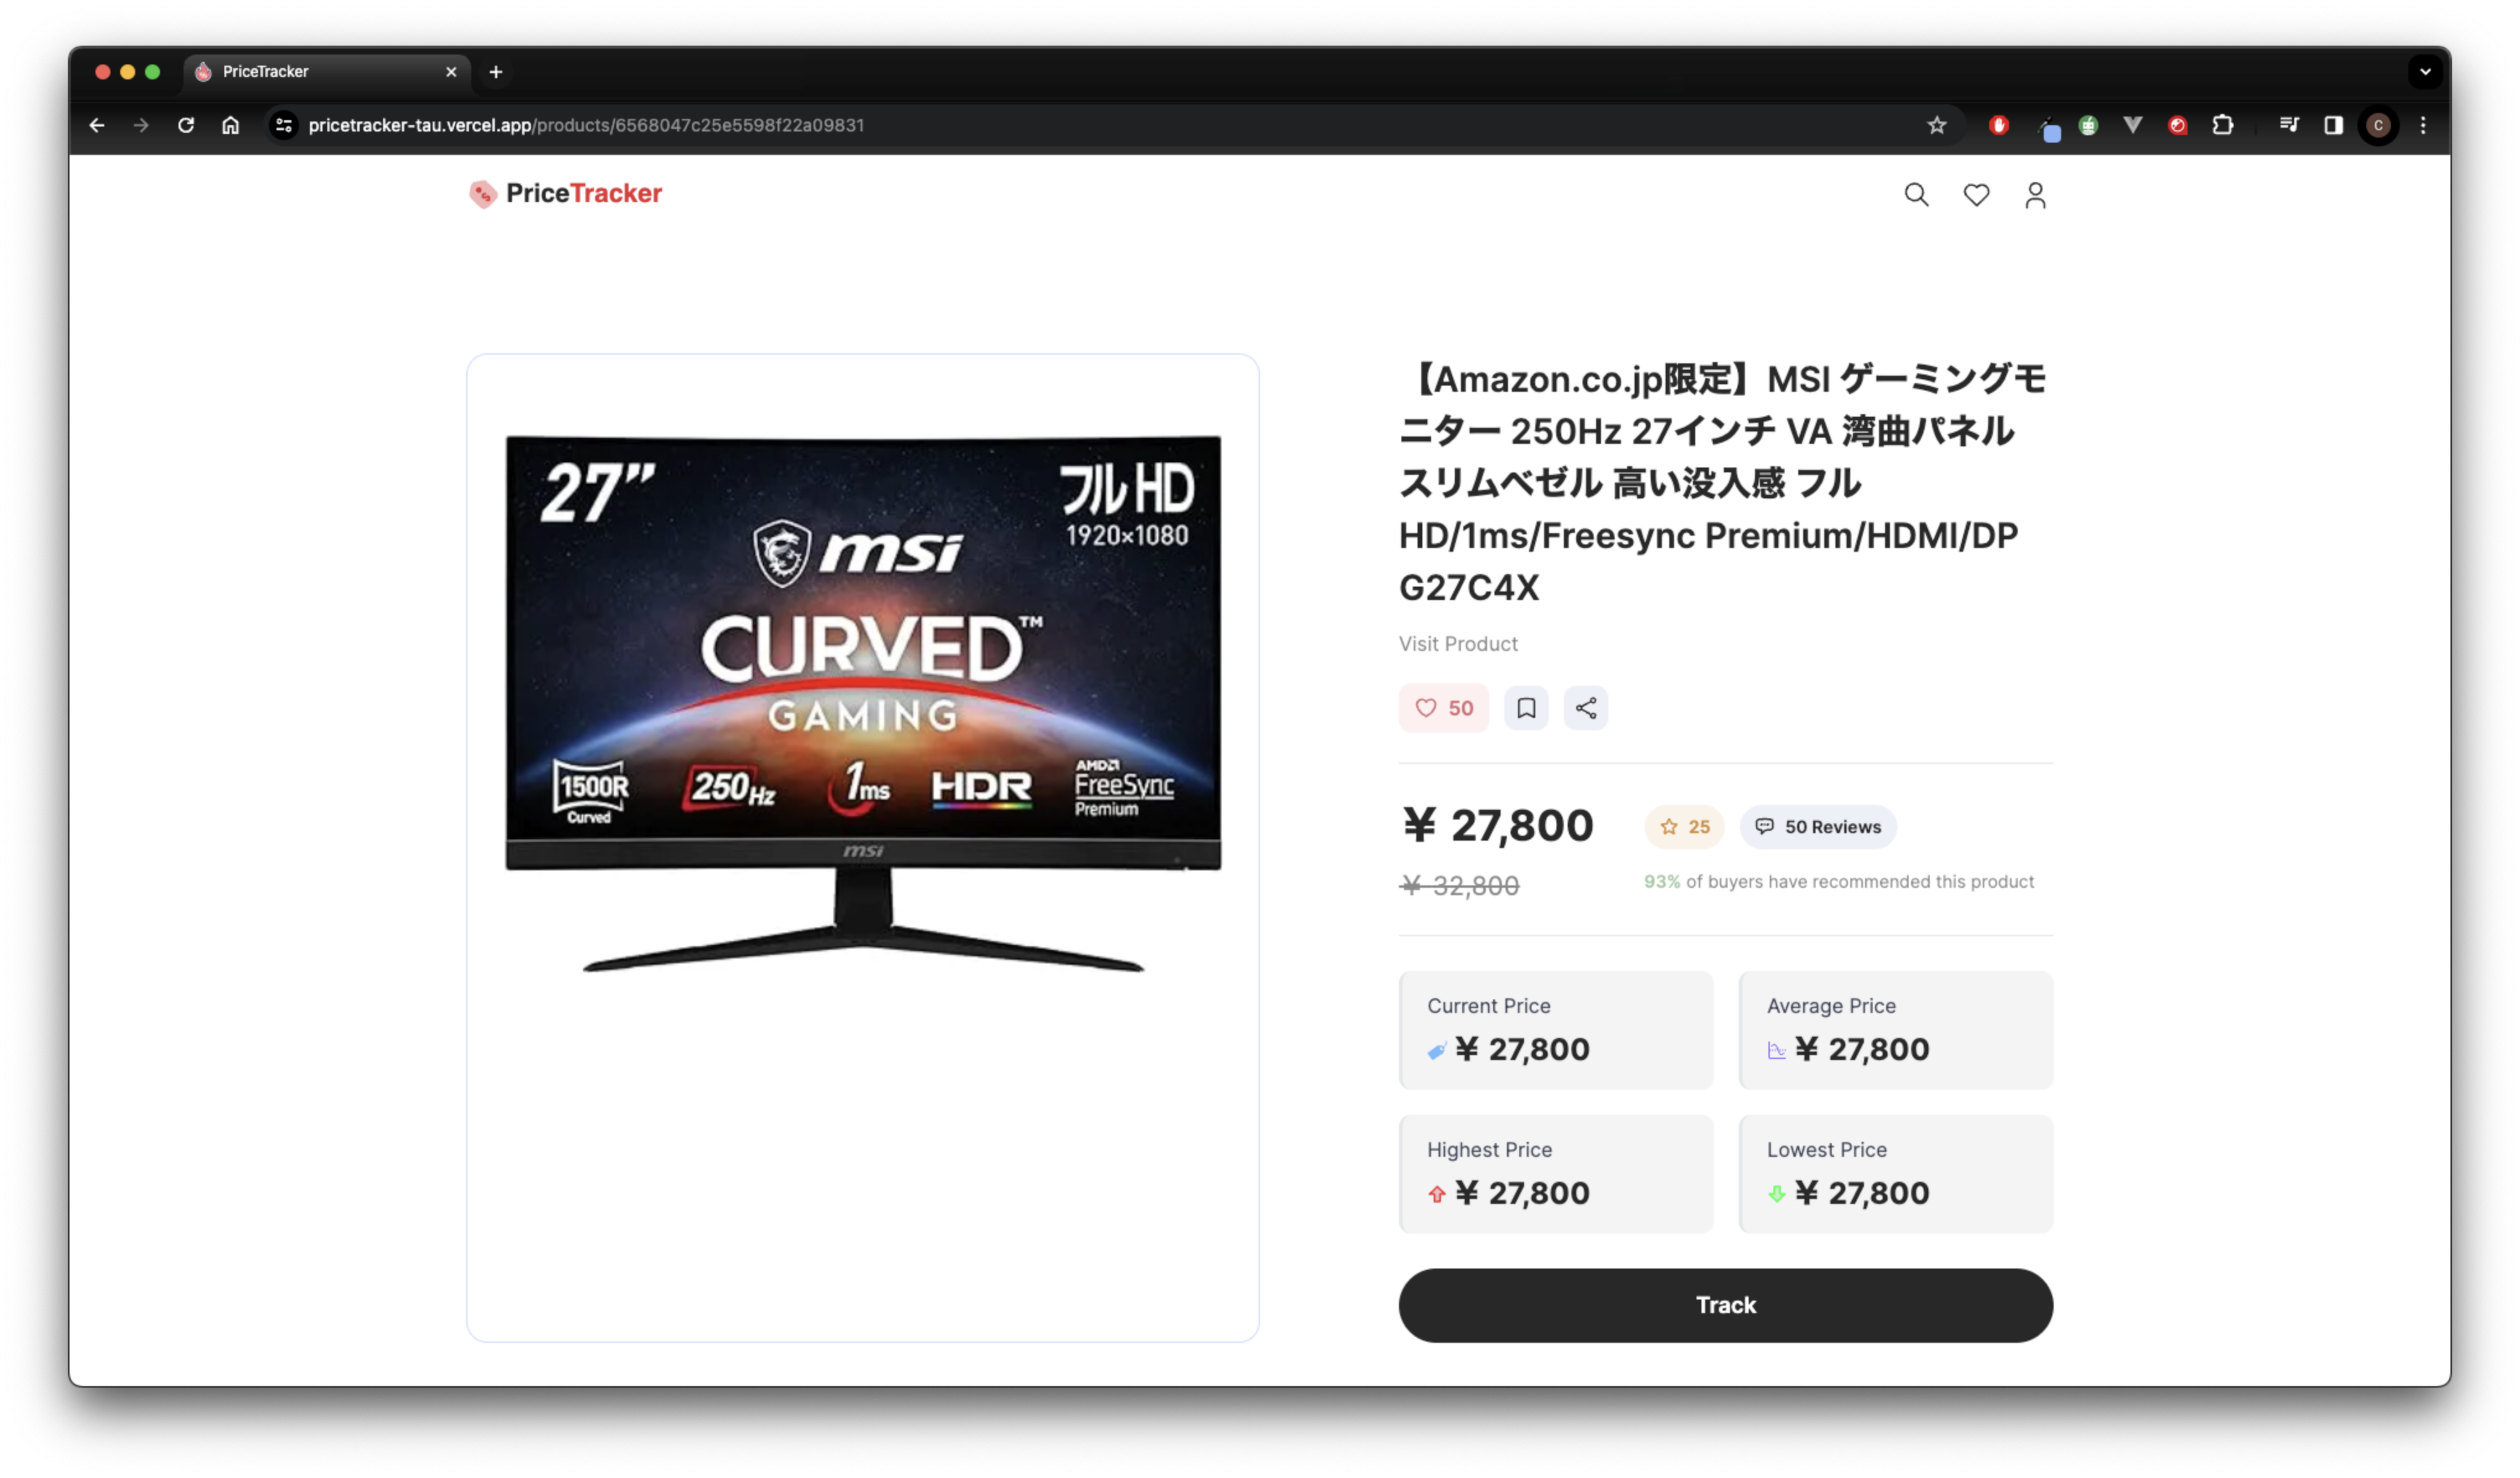 PriceTracker
pricetracker-tau.vercel.app/products/6568047c25e5598f22a09831
C
PriceTracker
27"
フルHD
1920×1080
msi
CURVED™
GAMING
1500R
Curved
250Hz
1ms
HDR
AMD
FreeSync
Premium
msi
【Amazon.co.jp限定】MSI ゲーミングモ
ニター 250Hz 27インチ VA 湾曲パネル
スリムベゼル 高い没入感 フル
HD/1ms/Freesync Premium/HDMI/DP
G27C4X
Visit Product
50
¥ 27,800
25
50 Reviews
¥ 32,800
93% of buyers have recommended this product
Current Price
¥ 27,800
Average Price
¥ 27,800
Highest Price
¥ 27,800
Lowest Price
¥ 27,800
Track